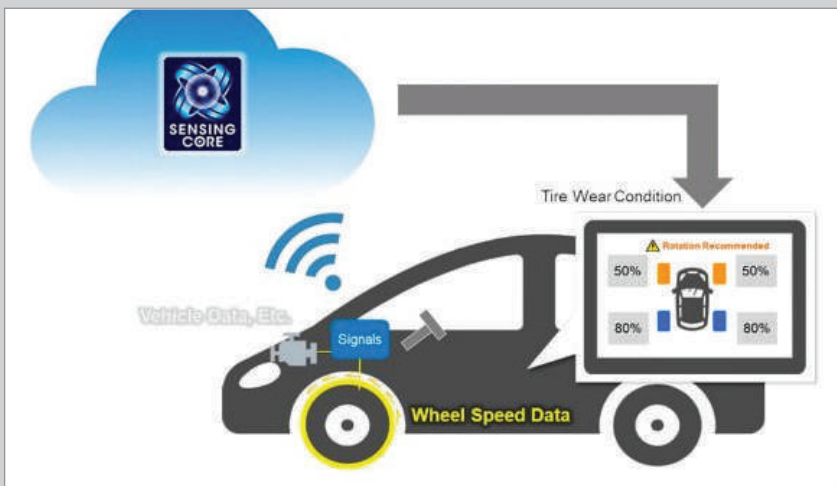 SENSING
CORE
Tire Wear Condition
Rotation Recommended
50%
50%
80%
80%
Vehicle Data, Etc.
Signals
Wheel Speed Data